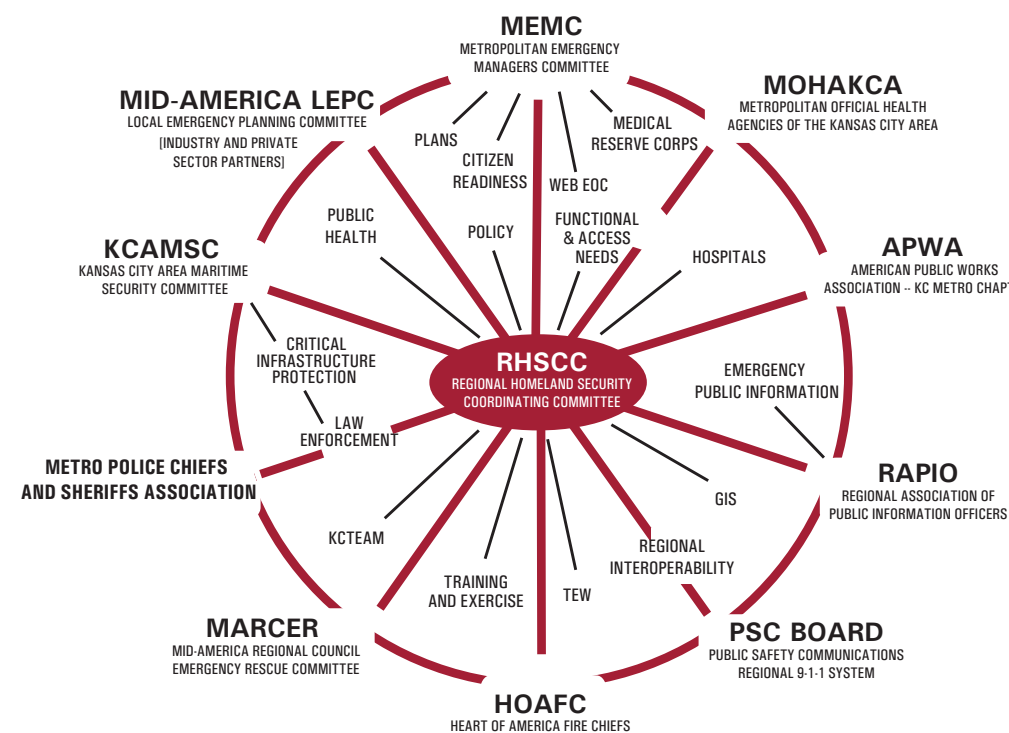 MEMC
METROPOLITAN EMERGENCY
MANAGERS COMMITTEE
MOHAKCA
METROPOLITAN OFFICIAL HEALTH
AGENCIES OF THE KANSAS CITY AREA
MID-AMERICA LEPC
LOCAL EMERGENCY PLANNING COMMITTEE
[INDUSTRY AND PRIVATE
SECTOR PARTNERS]
PLANS
CITIZEN
READINESS
WEB EOC
MEDICAL
RESERVE CORPS
PUBLIC
HEALTH
POLICY
FUNCTIONAL
& ACCESS
NEEDS
HOSPITALS
KCAMSC
KANSAS CITY AREA MARITIME
SECURITY COMMITTEE
APWA
AMERICAN PUBLIC WORKS
ASSOCIATION -- KC METRO CHAPT
CRITICAL
INFRASTRUCTURE
PROTECTION
RHSCC
REGIONAL HOMELAND SECURITY
COORDINATING COMMITTEE
EMERGENCY
PUBLIC INFORMATION
LAW
ENFORCEMENT
METRO POLICE CHIEFS
AND SHERIFFS ASSOCIATION
RAPIO
REGIONAL ASSOCIATION OF
PUBLIC INFORMATION OFFICERS
KCTEAM
TRAINING
AND EXERCISE
TEW
REGIONAL
INTEROPERABILITY
GIS
MARCER
MID-AMERICA REGIONAL COUNCIL
EMERGENCY RESCUE COMMITTEE
PSC BOARD
PUBLIC SAFETY COMMUNICATIONS
REGIONAL 9-1-1 SYSTEM
HOAFC
HEART OF AMERICA FIRE CHIEFS